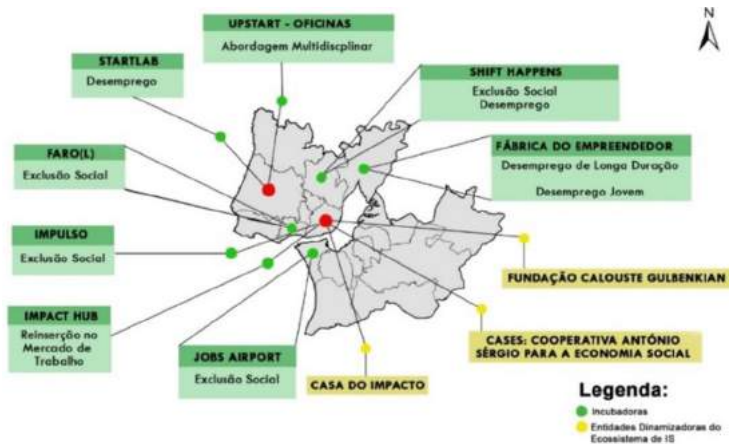 N
UPSTART - OFICINAS
Abordagem Multidiscplinar
STARTLAB
Desemprego
SHIFT HAPPENS
Exclusão Social
Desemprego
FARO(L)
Exclusão Social
FÁBRICA DO EMPREENDEDOR
Desemprego de Longa Duração
Desemprego Jovem
IMPULSO
Exclusão Social
FUNDAÇÃO CALOUSTE GULBENKIAN
IMPACT HUB
Reinserção no
Mercado de
Trabalho
JOBS AIRPORT
Exclusão Social
CASA DO IMPACTO
CASES: COOPERATIVA ANTÓNIO
SÉRGIO PARA A ECONOMIA SOCIAL
Legenda:
Incubadoras
Entidades Dinamizadoras do
Ecossistema de IS